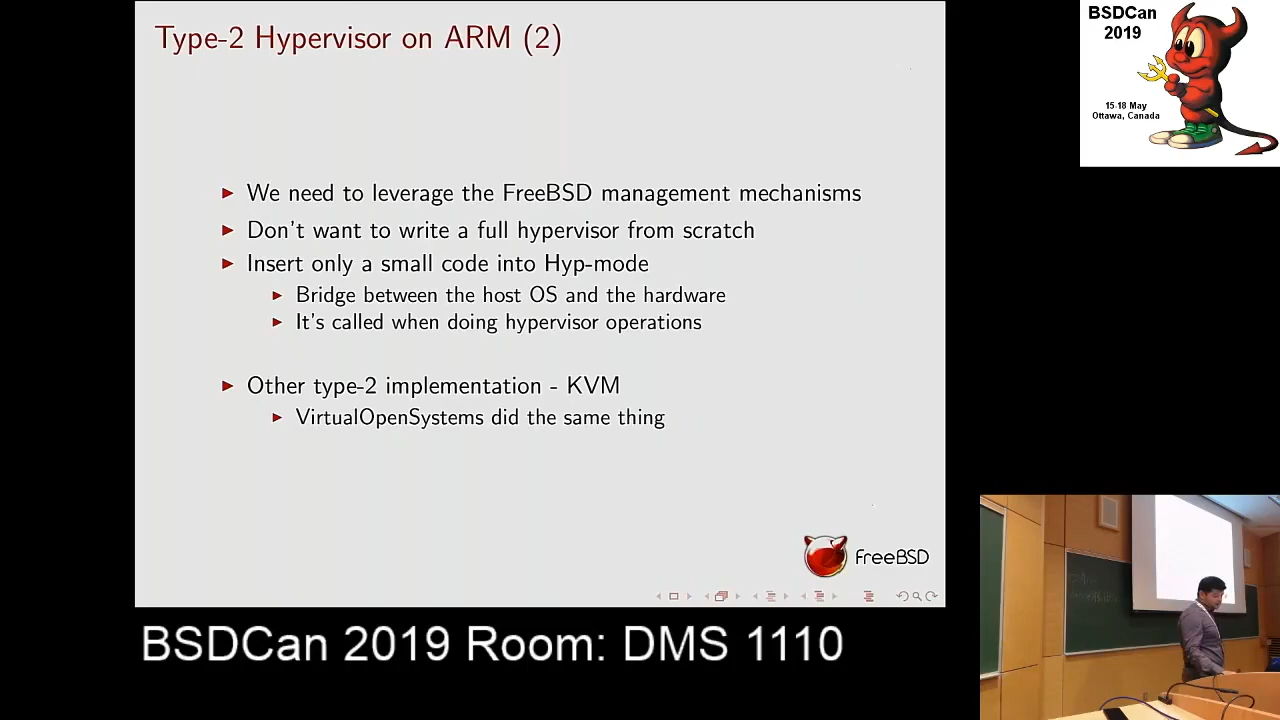 Type-2 Hypervisor on ARM (2)
We need to leverage the FreeBSD management mechanisms
Don't want to write a full hypervisor from scratch
Insert only a small code into Hyp-mode
Bridge between the host OS and the hardware
It's called when doing hypervisor operations
Other type-2 implementation - KVM
VirtualOpenSystems did the same thing
FreeBSD
BSDCan 2019 Room: DMS 1110
BSDCan
2019
15-18 May
Ottawa, Canada